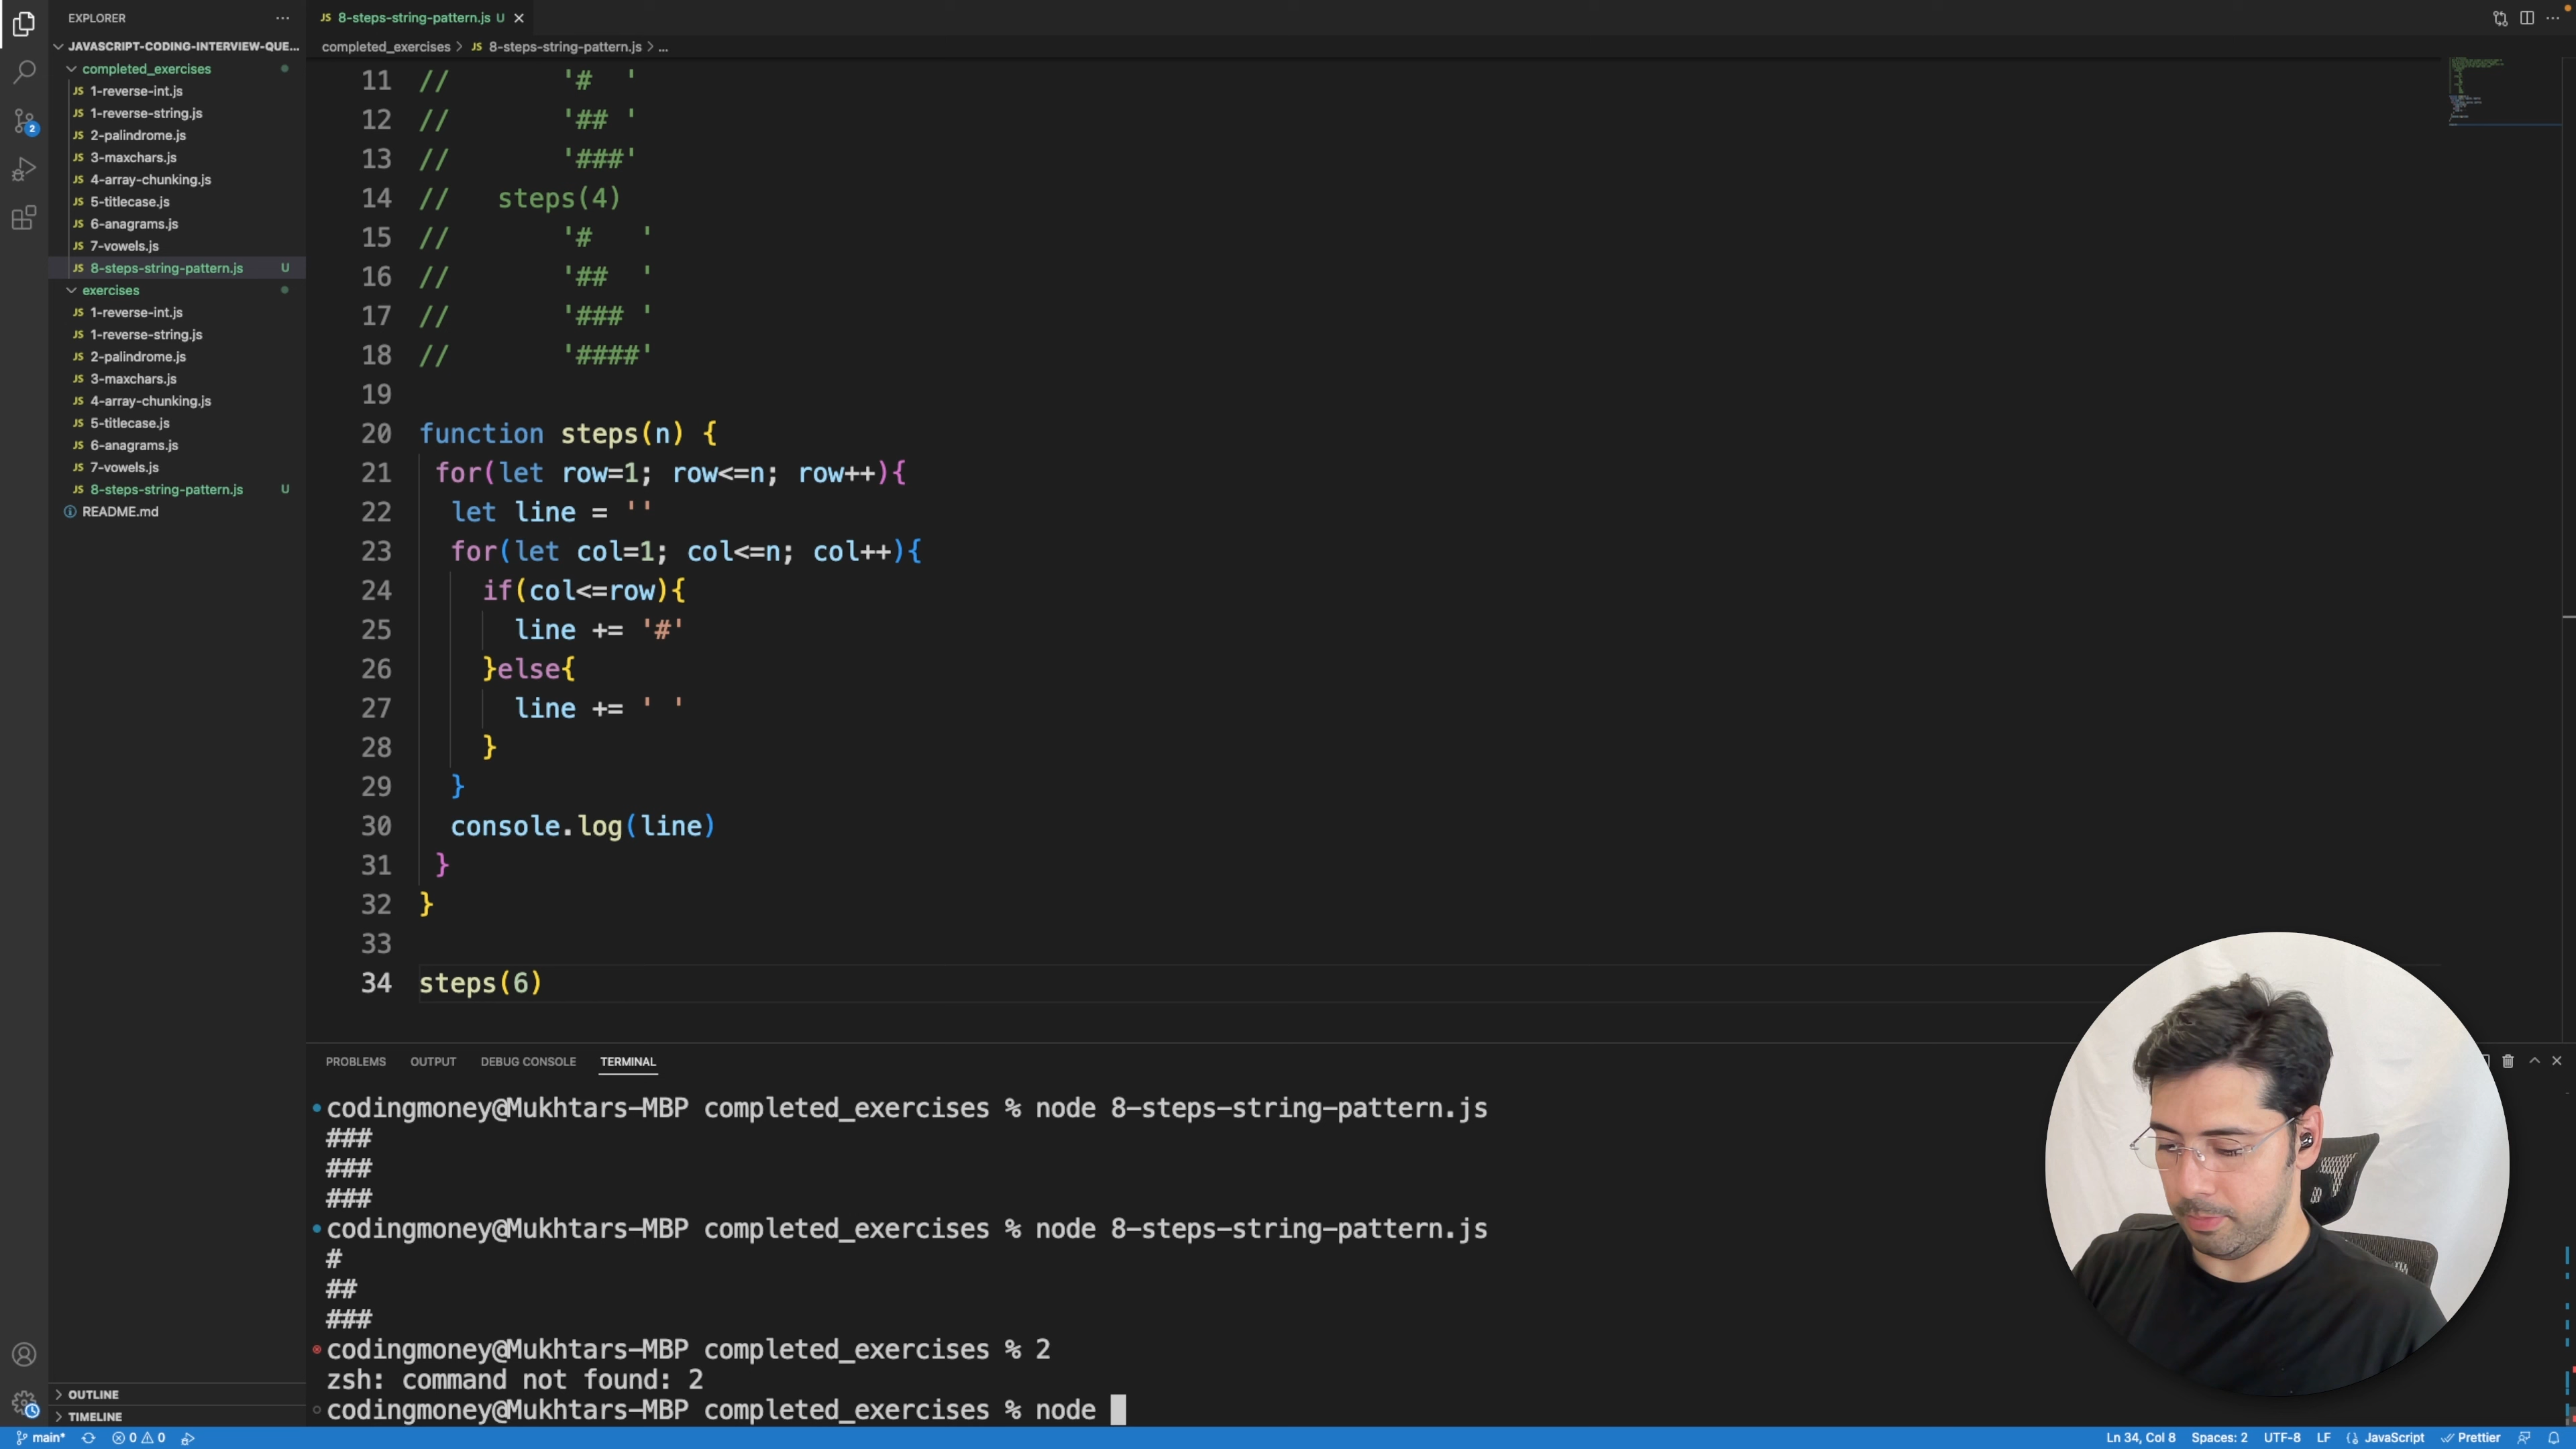 EXPLORER
JAVASCRIPT-CODING-INTERVIEW-QUE...
completed_exercises
JS 1-reverse-int.js
JS 1-reverse-string.js
JS 2-palindrome.js
JS 3-maxchars.js
JS 4-array-chunking.js
JS 5-titlecase.js
JS 6-anagrams.js
JS 7-vowels.js
JS 8-steps-string-pattern.js U
exercises
JS 1-reverse-int.js
JS 1-reverse-string.js
JS 2-palindrome.js
JS 3-maxchars.js
JS 4-array-chunking.js
JS 5-titlecase.js
JS 6-anagrams.js
JS 7-vowels.js
JS 8-steps-string-pattern.js U
README.md
OUTLINE
TIMELINE
2
JS 8-steps-string-pattern.js U
completed_exercises > JS 8-steps-string-pattern.js > ...
11 // '#  '
12 // '## '
13 // '###'
14 // steps(4)
15 // '#   '
16 // '##  '
17 // '### '
18 // '####'
19
20 function steps(n) {
21 for(let row=1; row<=n; row++){
22 let line = ''
23 for(let col=1; col<=n; col++){
24 if(col<=row){
25 line += '#'
26 }else{
27 line += ' '
28 }
29 }
30 console.log(line)
31 }
32 }
33
34 steps(6)
PROBLEMS OUTPUT DEBUG CONSOLE TERMINAL
codingmoney@Mukhtars-MBP completed_exercises % node 8-steps-string-pattern.js
###
###
###
codingmoney@Mukhtars-MBP completed_exercises % node 8-steps-string-pattern.js
#
##
###
codingmoney@Mukhtars-MBP completed_exercises % 2
zsh: command not found: 2
codingmoney@Mukhtars-MBP completed_exercises % node
main* 0 0 Ln 34, Col 8 Spaces: 2 UTF-8 LF JavaScript Prettier